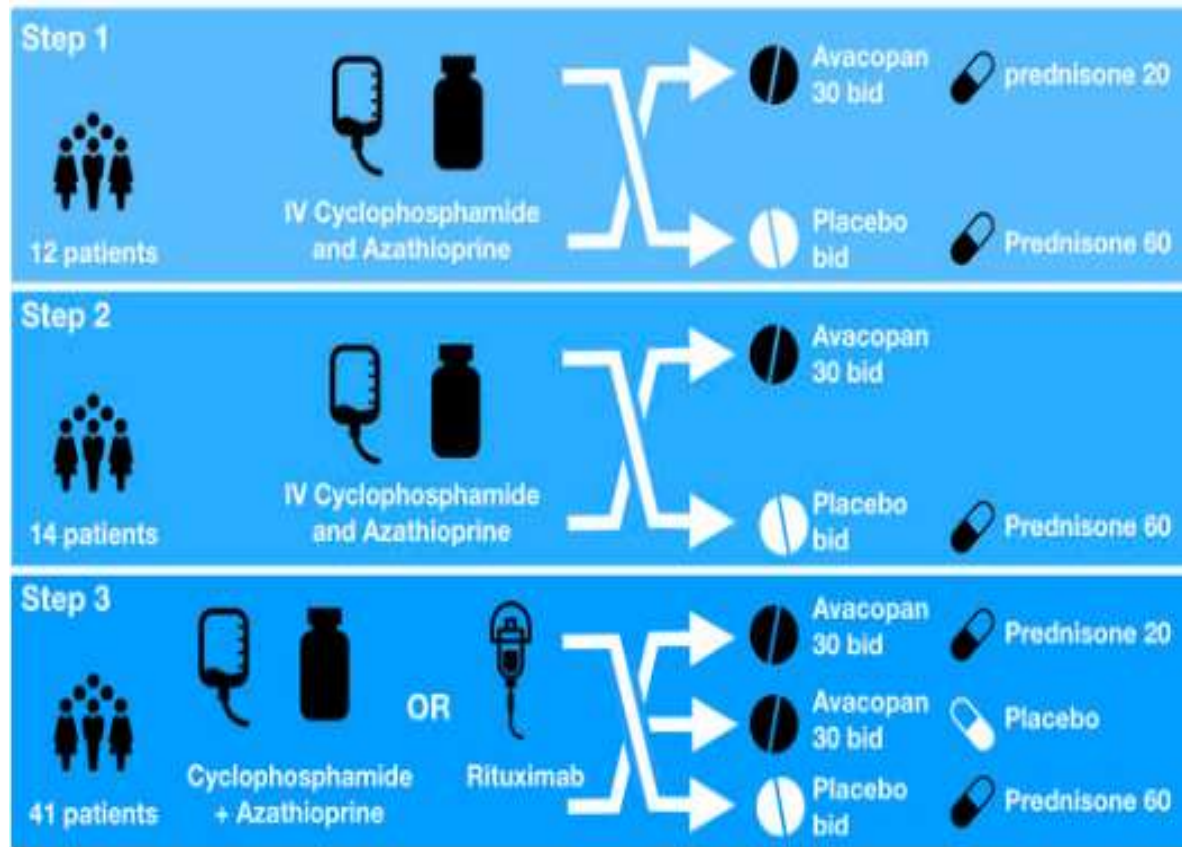 Step 1
12 patients
IV Cyclophosphamide
and Azathioprine
Avacopan
30 bid
prednisone 20
Placebo
bid
Prednisone 60
Step 2
14 patients
IV Cyclophosphamide
and Azathioprine
Avacopan
30 bid
Placebo
bid
Prednisone 60
Step 3
41 patients
Cyclophosphamide
+ Azathioprine
OR
Rituximab
Avacopan
30 bid
Prednisone 20
Avacopan
30 bid
Placebo
Placebo
bid
Prednisone 60